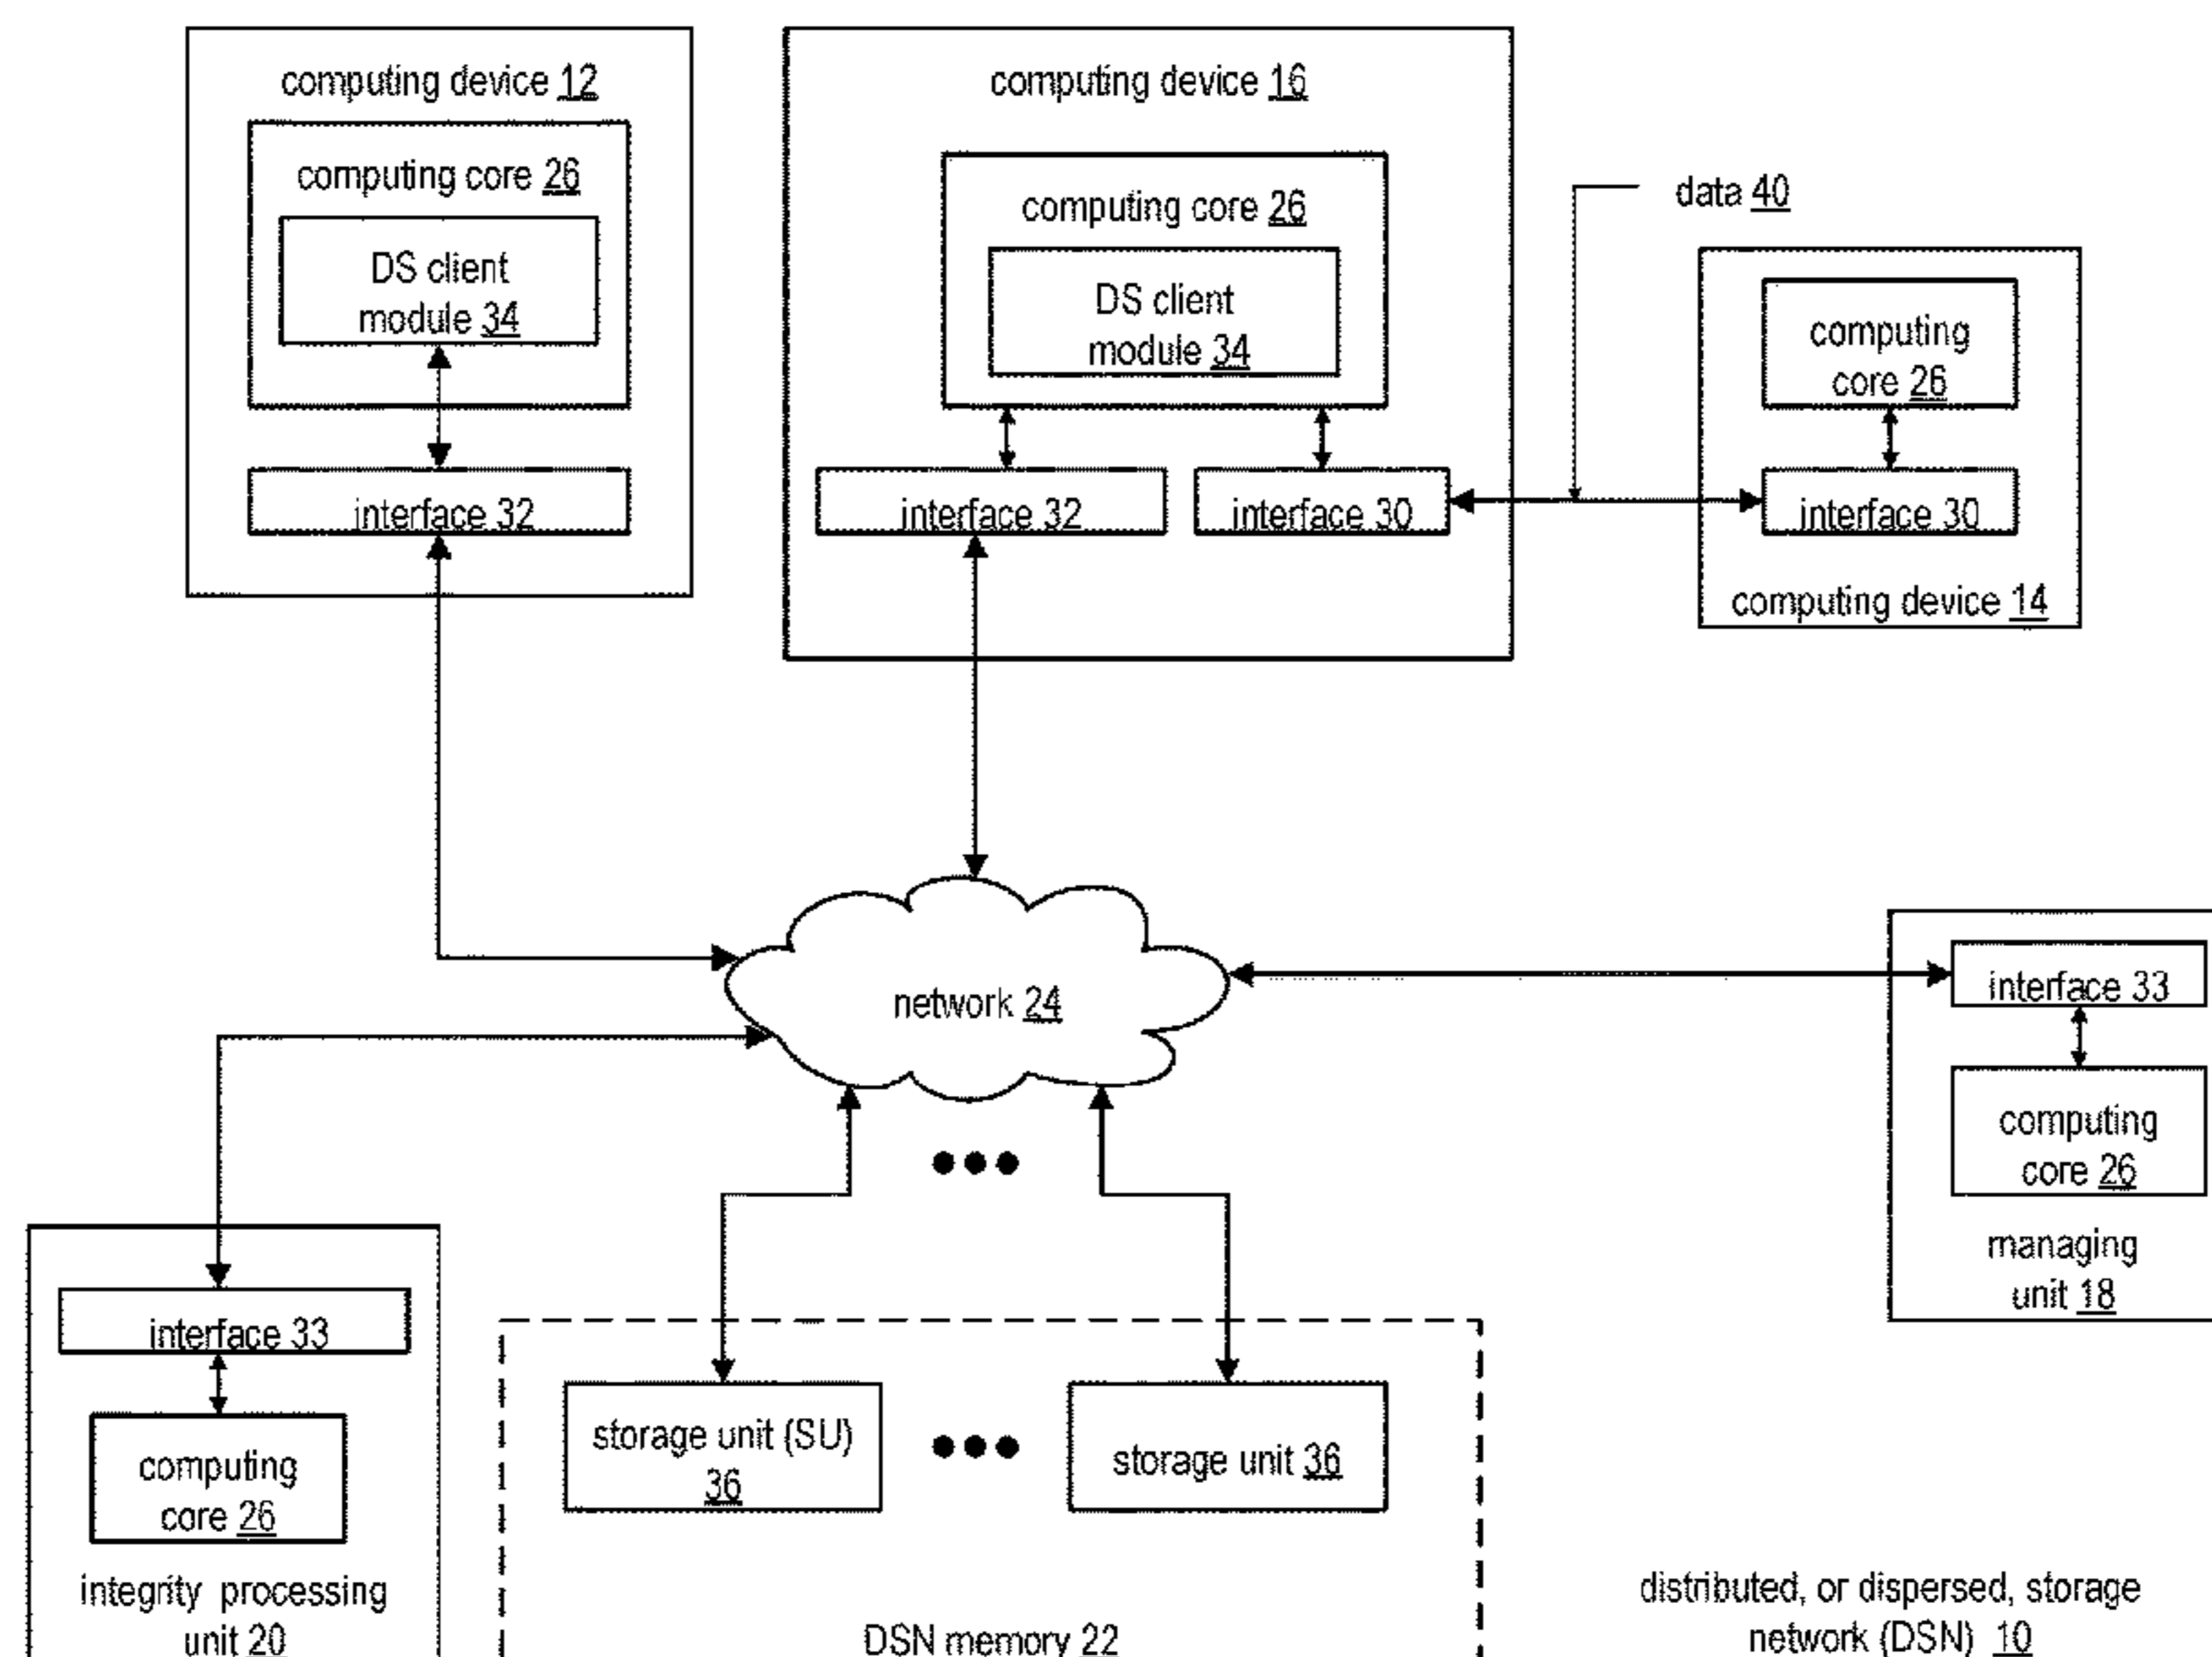 computing device 12
computing core 26
DS client
module 34
interface 32
computing device 16
computing core 26
DS client
module 34
interface 32
interface 30
data 40
computing
core 26
interface 30
computing device 14
network 24
interface 33
computing
core 26
managing
unit 18
interface 33
computing
core 26
integrity processing
unit 20
storage unit (SU)
36
storage unit 36
DSN memory 22
distributed, or dispersed, storage
network (DSN) 10